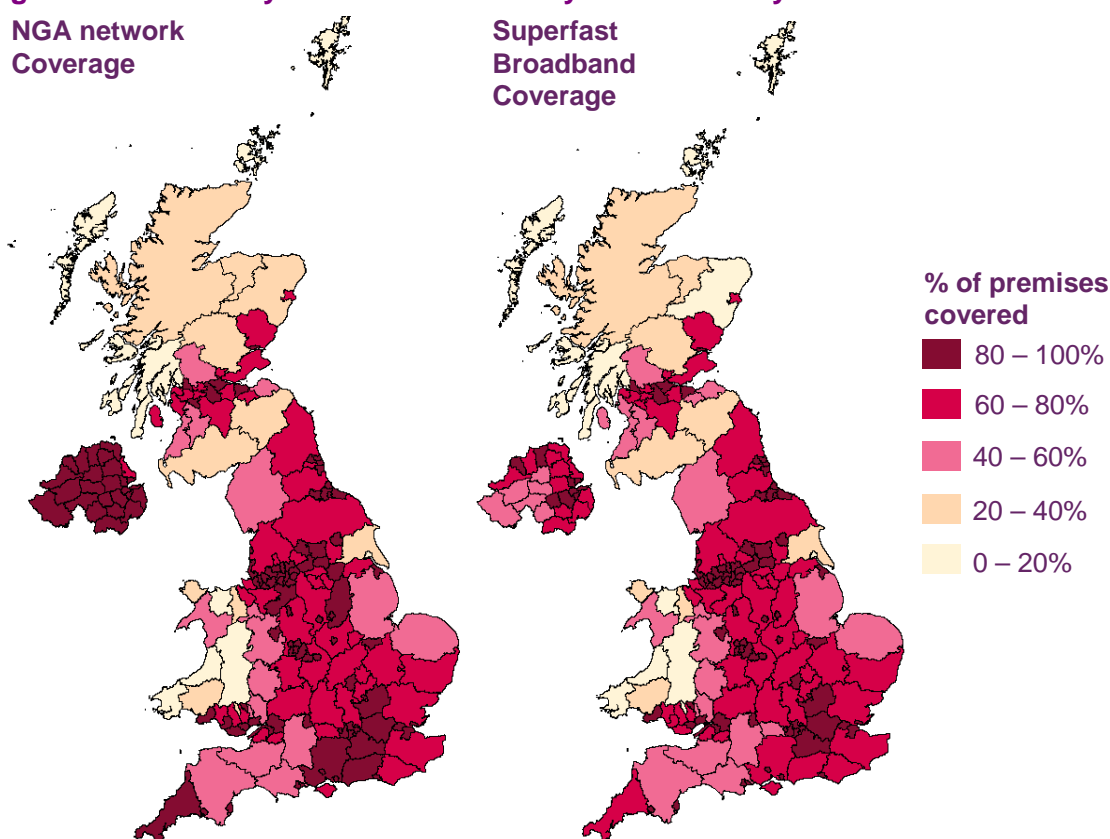 NGA network
Coverage
Superfast
Broadband
Coverage
% of premises
covered
80 – 100%
60 – 80%
40 – 60%
20 – 40%
0 – 20%